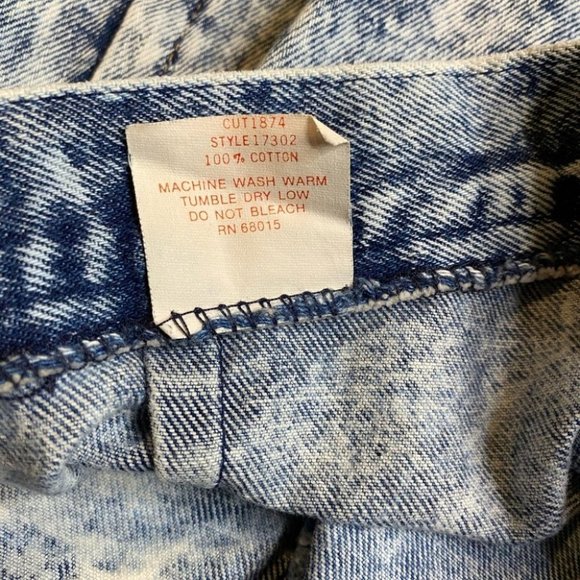 CUT1874
STYLE17302
100% COTTON
MACHINE WASH WARM
TUMBLE DRY LOW
DO NOT BLEACH
RN 68015